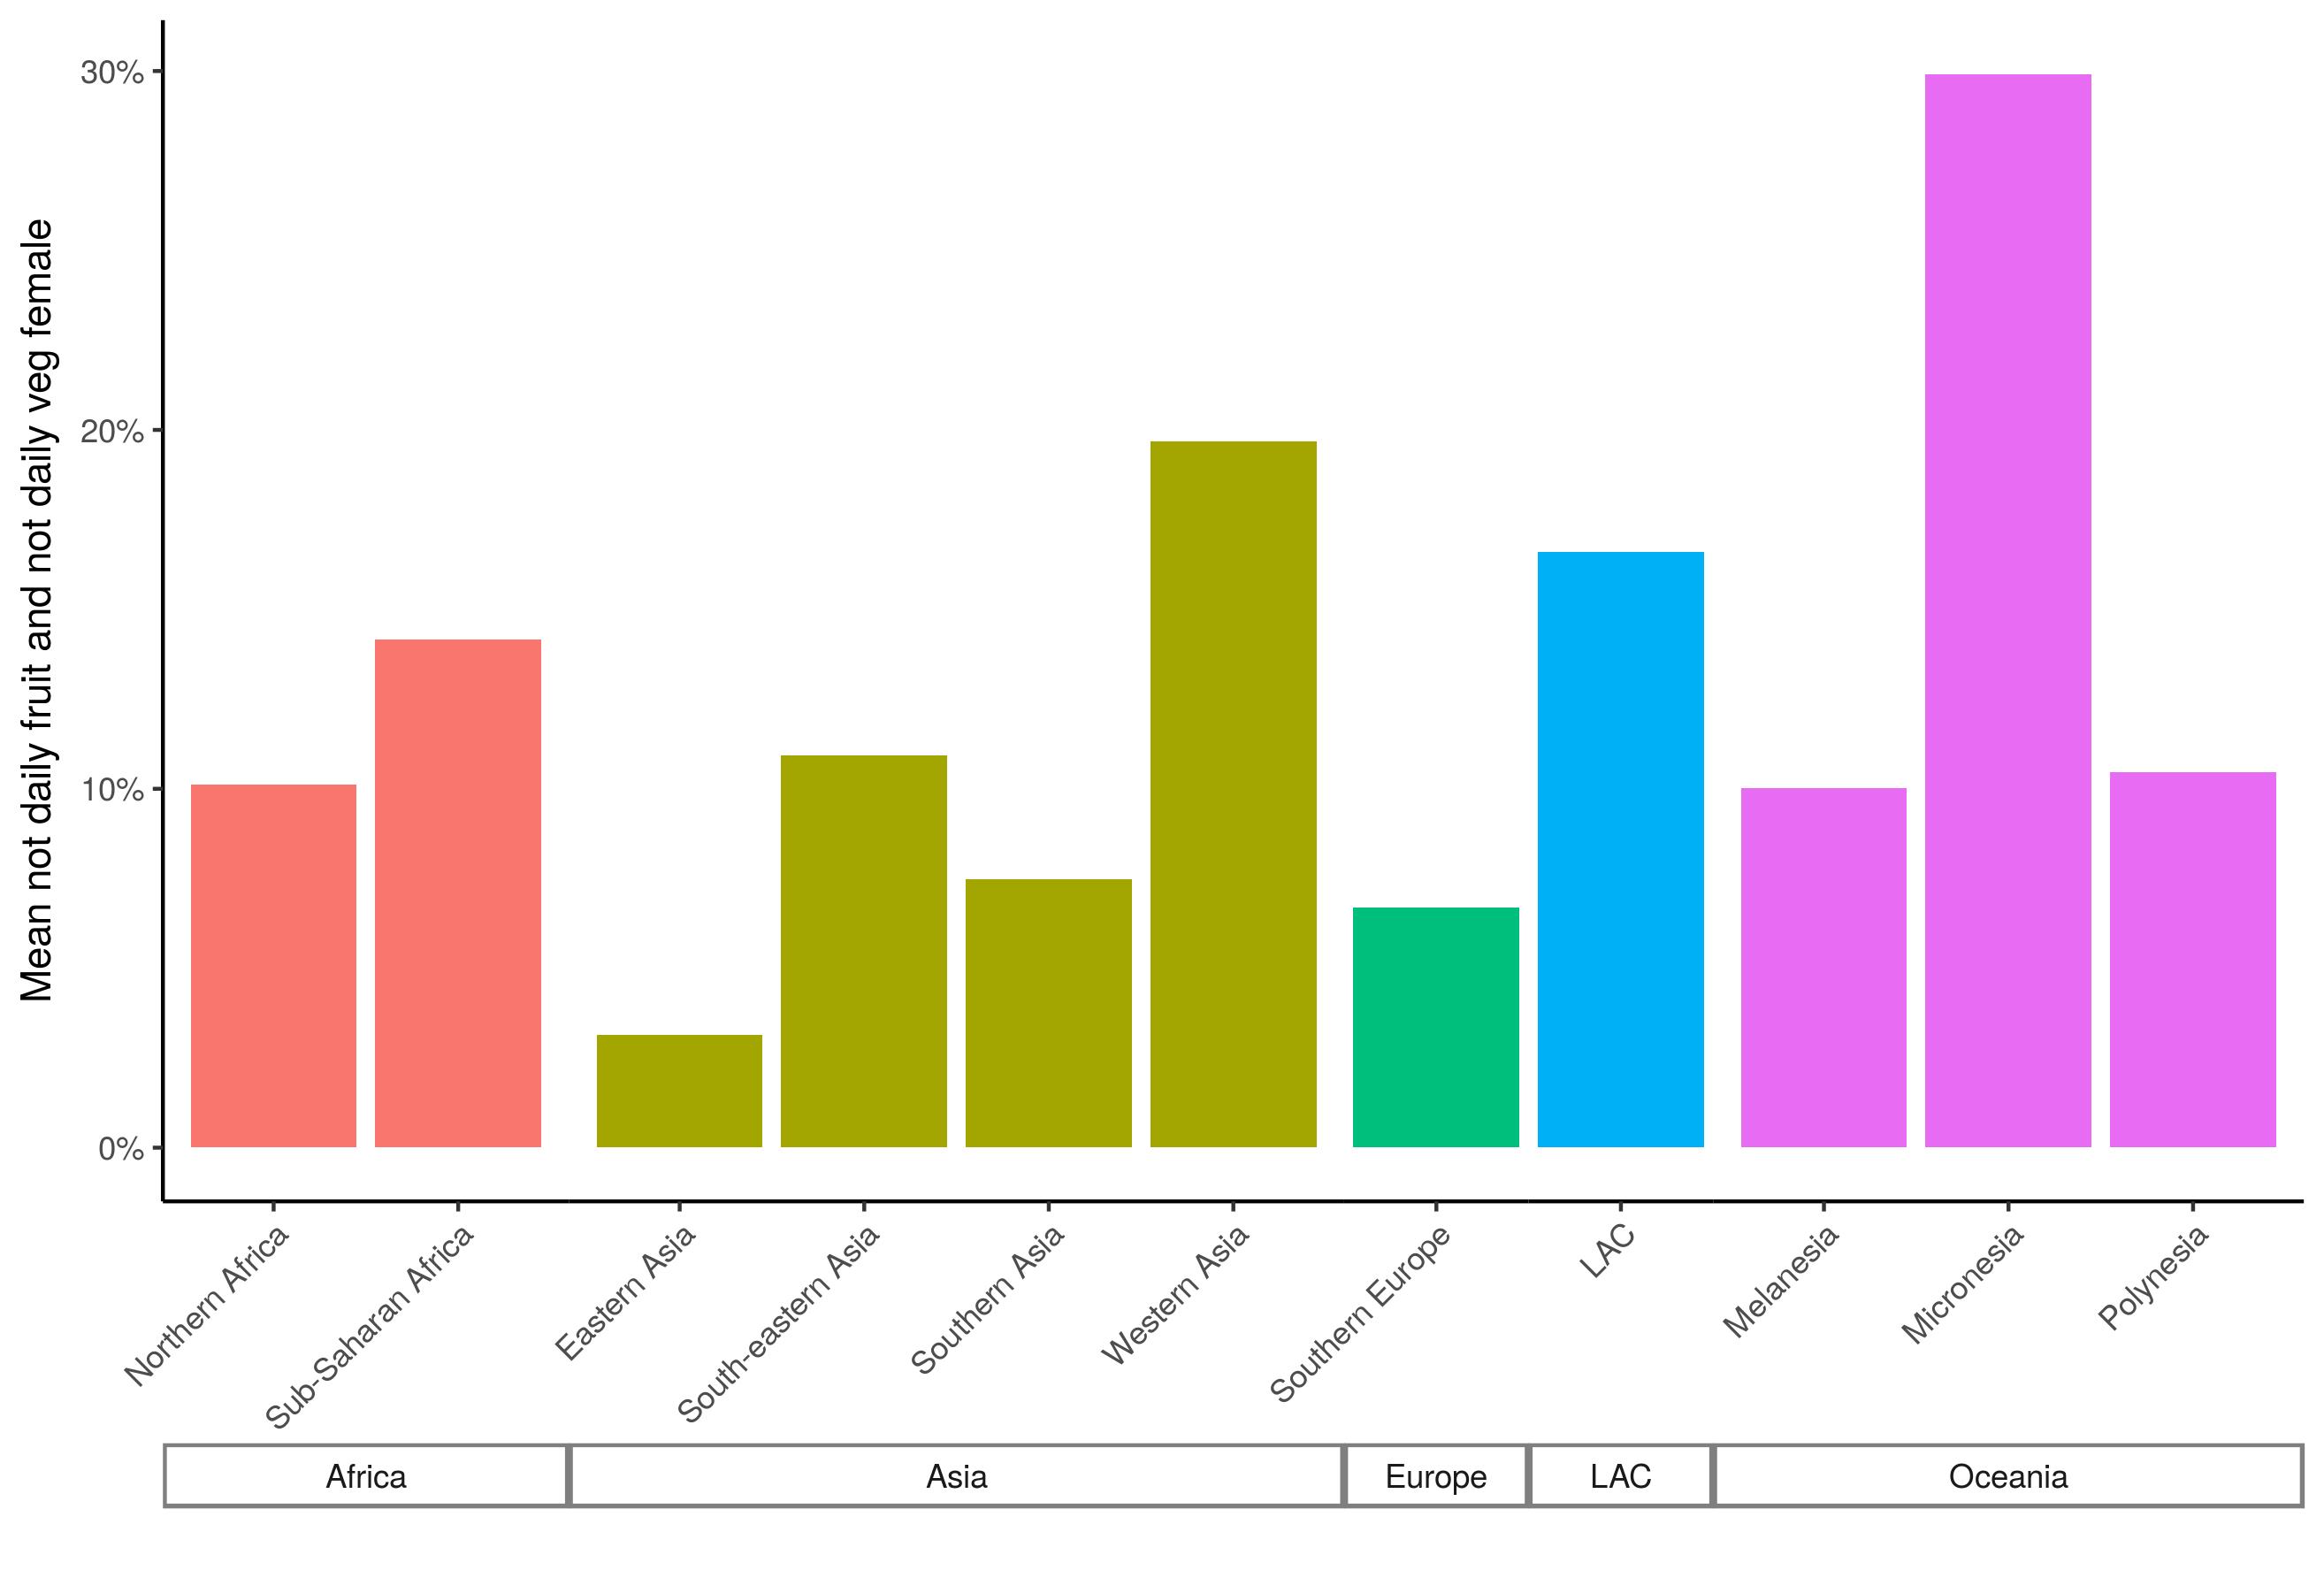 Mean not daily fruit and not daily veg female
30%
20%
10%
0%
Northern Africa
Sub-Saharan Africa
Eastern Asia
South-eastern Asia
Southern Asia
Western Asia
Southern Europe
LAC
Melanesia
Micronesia
Polynesia
Africa
Asia
Europe
LAC
Oceania